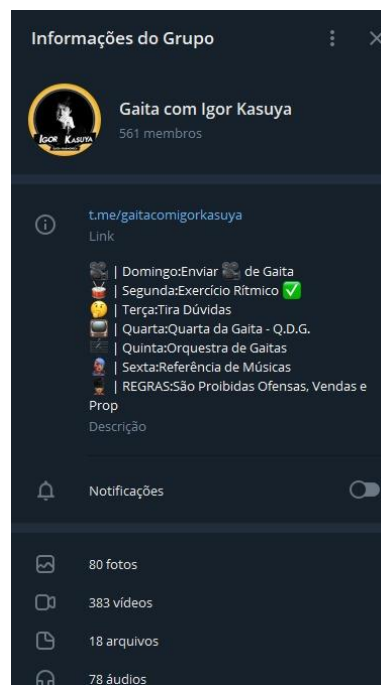 Informações do Grupo
IGOR KASUYA
Gaita com Igor Kasuya
561 membros
t.me/gaitacomigorkasuya
Link
🎥 | Domingo:Enviar 🎥 de Gaita
🥁 | Segunda:Exercício Rítmico ✅
🤔 | Terça:Tira Dúvidas
📺 | Quarta:Quarta da Gaita - Q.D.G.
| Quinta:Orquestra de Gaitas
| Sexta:Referência de Músicas
| REGRAS:São Proibidas Ofensas, Vendas e
Prop
Descrição
Notificações
80 fotos
383 vídeos
18 arquivos
78 áudios